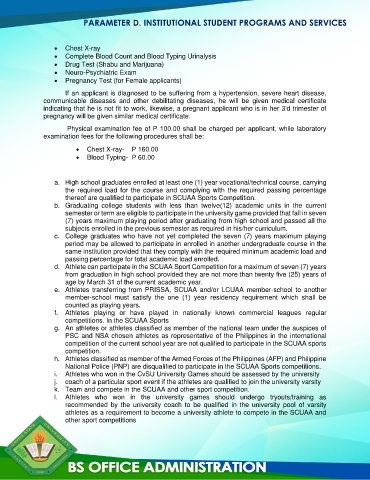 PARAMETER D. INSTITUTIONAL STUDENT PROGRAMS AND SERVICES
• Chest X-ray
• Complete Blood Count and Blood Typing Urinalysis
• Drug Test (Shabu and Marijuana)
• Neuro-Psychiatric Exam
• Pregnancy Test (for Female applicants)
If an applicant is diagnosed to be suffering from a hypertension, severe heart disease,
communicable diseases and other debilitating diseases, he will be given medical certificate
indicating that he is not fit to work, likewise, a pregnant applicant who is in her 3'd trimester of
pregnancy will be given similar medical certificate.
Physical examination fee of P 100.00 shall be charged per applicant, while laboratory
examination fees for the following procedures shall be:
• Chest X-ray- P 160.00
• Blood Typing- P 60.00
a. High school graduates enrolled at least one (1) year vocational/technical course, carrying
the required load for the course and complying with the required passing percentage
thereof are qualified to participate in SCUAA Sports Competition.
b. Graduating college students with less than twelve(12) academic units in the current
semester or term are eligible to participate in the university game provided that fall in seven
(7) years maximum playing period after graduating from high school and passed all the
subjects enrolled in the previous semester as required in his/her curriculum.
c. College graduates who have not yet completed the seven (7) years maximum playing
period may be allowed to participate in enrolled in another undergraduate course in the
same institution provided that they comply with the required minimum academic load and
passing percentage for total academic load enrolled.
d. Athlete can participate in the SCUAA Sport Competition for a maximum of seven (7) years
from graduation in high school provided they are not more than twenty five (25) years of
age by March 31 of the current academic year.
e. Athletes transferring from PRISSA, SCUAA and/or LCUAA member-school to another
member-school must satisfy the one (1) year residency requirement which shall be
counted as playing years.
f. Athletes playing or have played in nationally known commercial leagues regular
competitions. In the SCUAA Sports
g. An athletes or athletes classified as member of the national team under the auspices of
PSC and NSA chosen athletes as representative of the Philippines in the international
competition of the current school year are not qualified to participate in the SCUAA sports
competition.
h. Athletes classified as member of the Armed Forces of the Philippines (AFP) and Philippine
National Police (PNP) are disqualified to participate in the SCUAA Sports competitions.
i. Athletes who won in the CvSU University Games should be assessed by the university
j. coach of a particular sport event if the athletes are qualified to join the university varsity
k. Team and compete in the SCUAA and other sport competition.
l. Athletes who won in the university games should undergo tryouts/training as
recommended by the university coach to be qualified in the university pool of varsity
athletes as a requirement to become a university athlete to compete in the SCUAA and
other sport competitions
BS OFFICE ADMINISTRATION